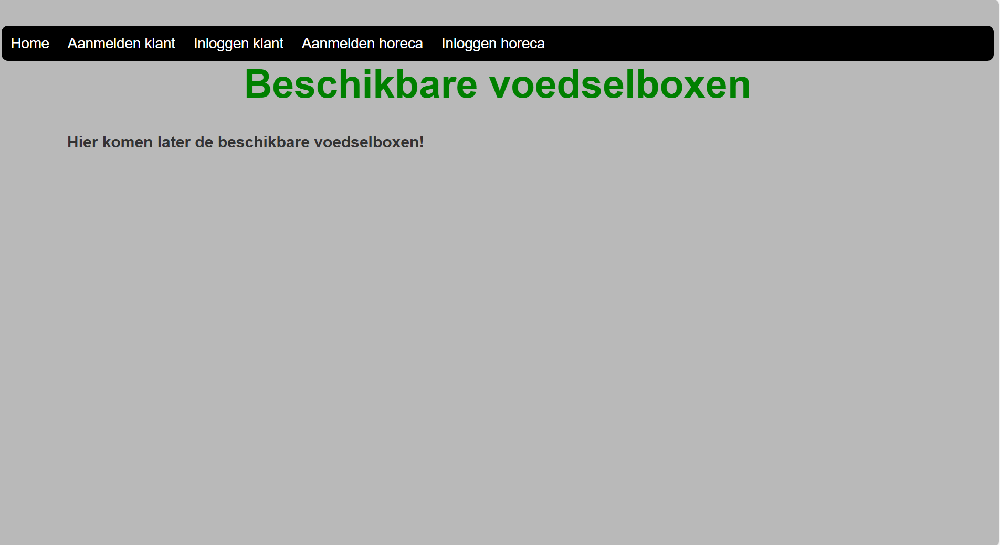 Home Aanmelden klant Inloggen klant Aanmelden horeca Inloggen horeca
Beschikbare voedselboxen
Hier komen later de beschikbare voedselboxen!